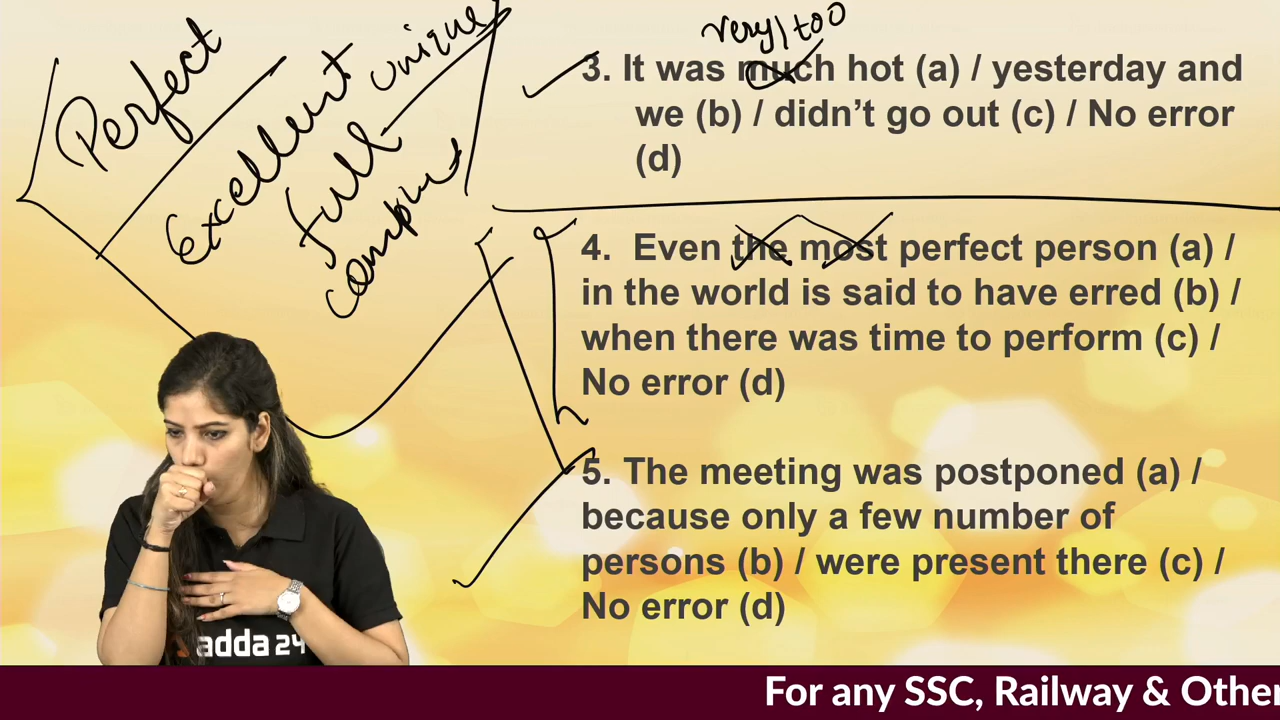 Perfect
Excellent
unique
Full
very/too
3. It was much hot (a) / yesterday and
we (b) / didn’t go out (c) / No error
(d)
4. Even the most perfect person (a) /
in the world is said to have erred (b) /
when there was time to perform (c) /
No error (d)
5. The meeting was postponed (a) /
because only a few number of
persons (b) / were present there (c) /
No error (d)
adda 24
For any SSC, Railway & Other